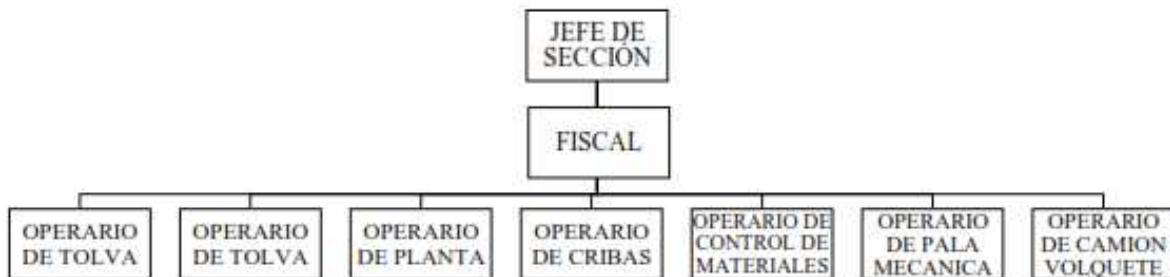 JEFE DE
SECCIÓN
FISCAL
OPERARIO
DE TOLVA
OPERARIO
DE TOLVA
OPERARIO
DE PLANTA
OPERARIO
DE CRIBAS
OPERARIO DE
CONTROL DE
MATERIALES
OPERARIO
DE PALA
MECANICA
OPERARIO
DE CAMION
VOLQUETE